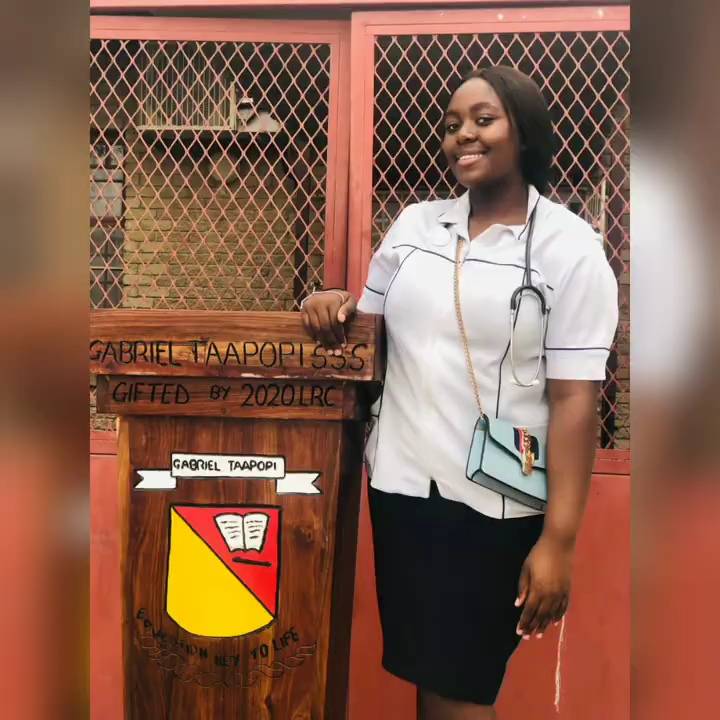 GABRIEL TAAPOPI SSS
GIFTED BY 2020 LRC
GABRIEL TAAPOPI
EDUCATION KEY TO LIFE